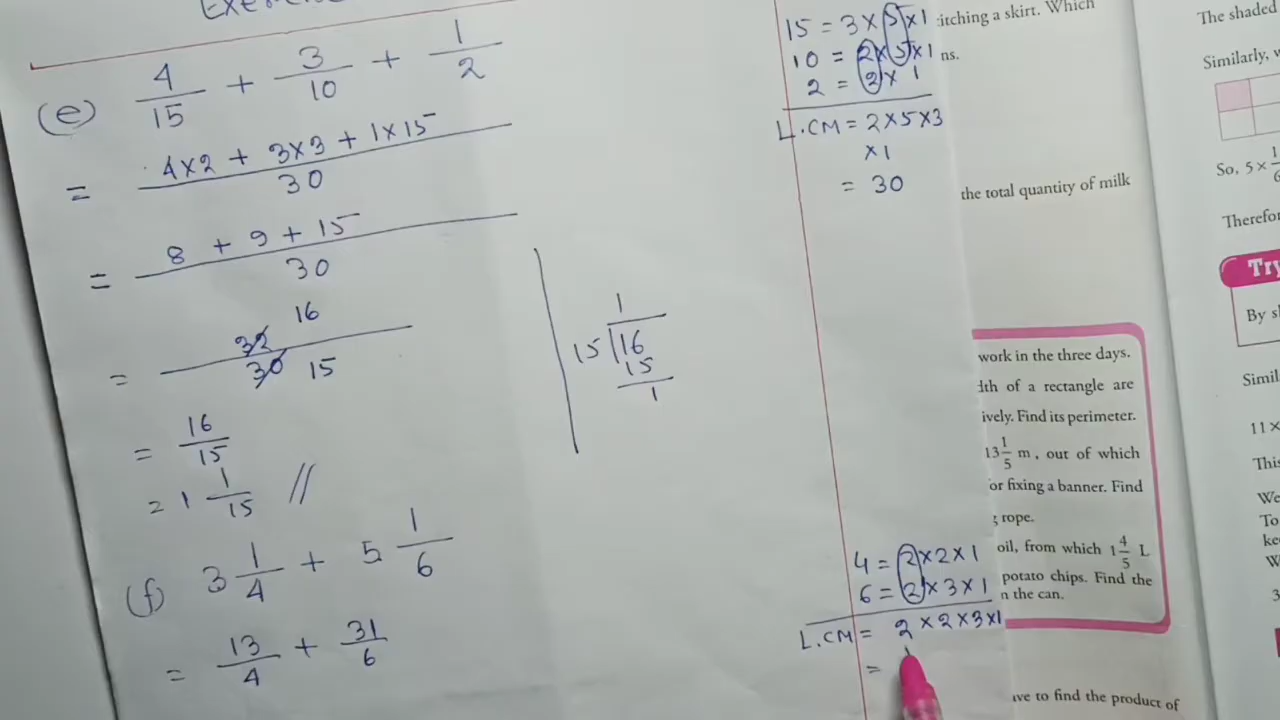 (e) 4/15 + 3/10 + 1/2
= 4×2 + 3×3 + 1×15 / 30
= 8 + 9 + 15 / 30
= 32 16 / 30 15
= 16/15
= 1 1/15 //
(f) 3 1/4 + 5 1/6
= 13/4 + 31/6
1
15 16
15
1
15 = 3×5×1
10 = 2×5×1
2 = 2×1
L.CM = 2×5×3
×1
= 30
4 = 2×2×1
6 = 2×3×1
L.CM = 2×2×3×1
=
itching a skirt. Which
ns.
the total quantity of milk
work in the three days.
dth of a rectangle are
ively. Find its perimeter.
13 1/5 m, out of which
or fixing a banner. Find
g rope.
oil, from which 1 4/5 L
potato chips. Find the
n the can.
ave to find the product of
The shaded
Similarly,
So, 5 × 1/6
Therefor
Try
By s
Simil
11 ×
This
We
To
ke
W
3